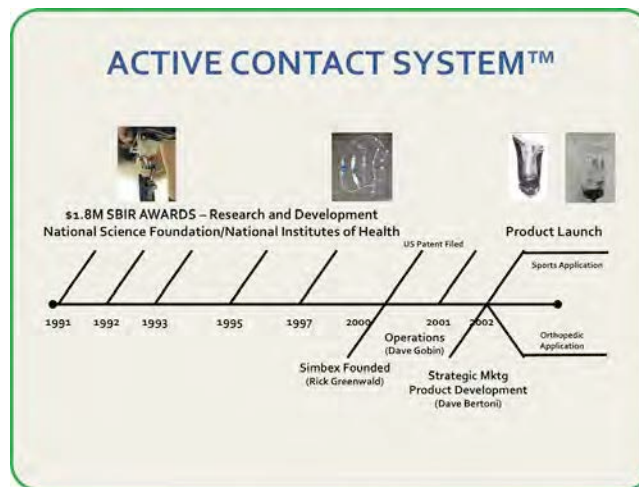 ACTIVE CONTACT SYSTEM™
$1.8M SBIR AWARDS – Research and Development
National Science Foundation/National Institutes of Health
US Patent Filed
Product Launch
Sports Application
1991
1992
1993
1995
1997
2000
2001
2002
Operations
(Dave Gobin)
Orthopedic
Application
Simbex Founded
(Rick Greenwald)
Strategic Mktg
Product Development
(Dave Bertoni)